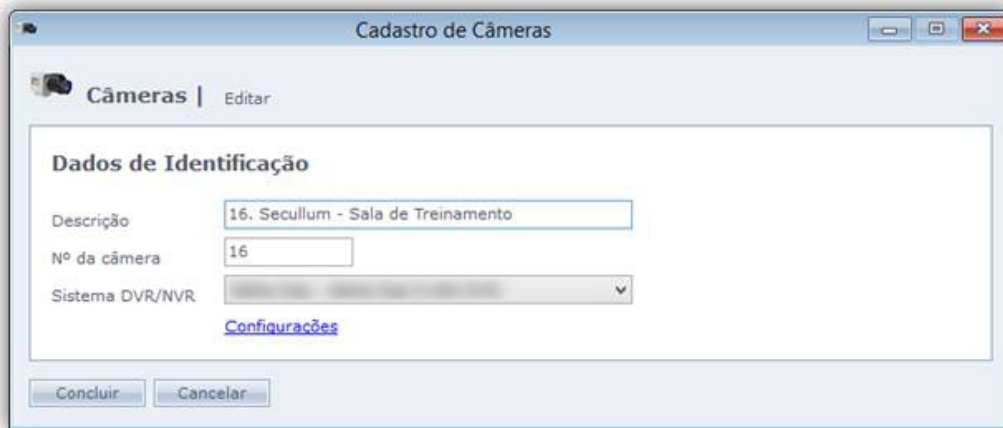 Cadastro de Câmeras
Câmeras | Editar
Dados de Identificação
Descrição 16. Secullum - Sala de Treinamento
Nº da câmera 16
Sistema DVR/NVR
Configurações
Concluir Cancelar